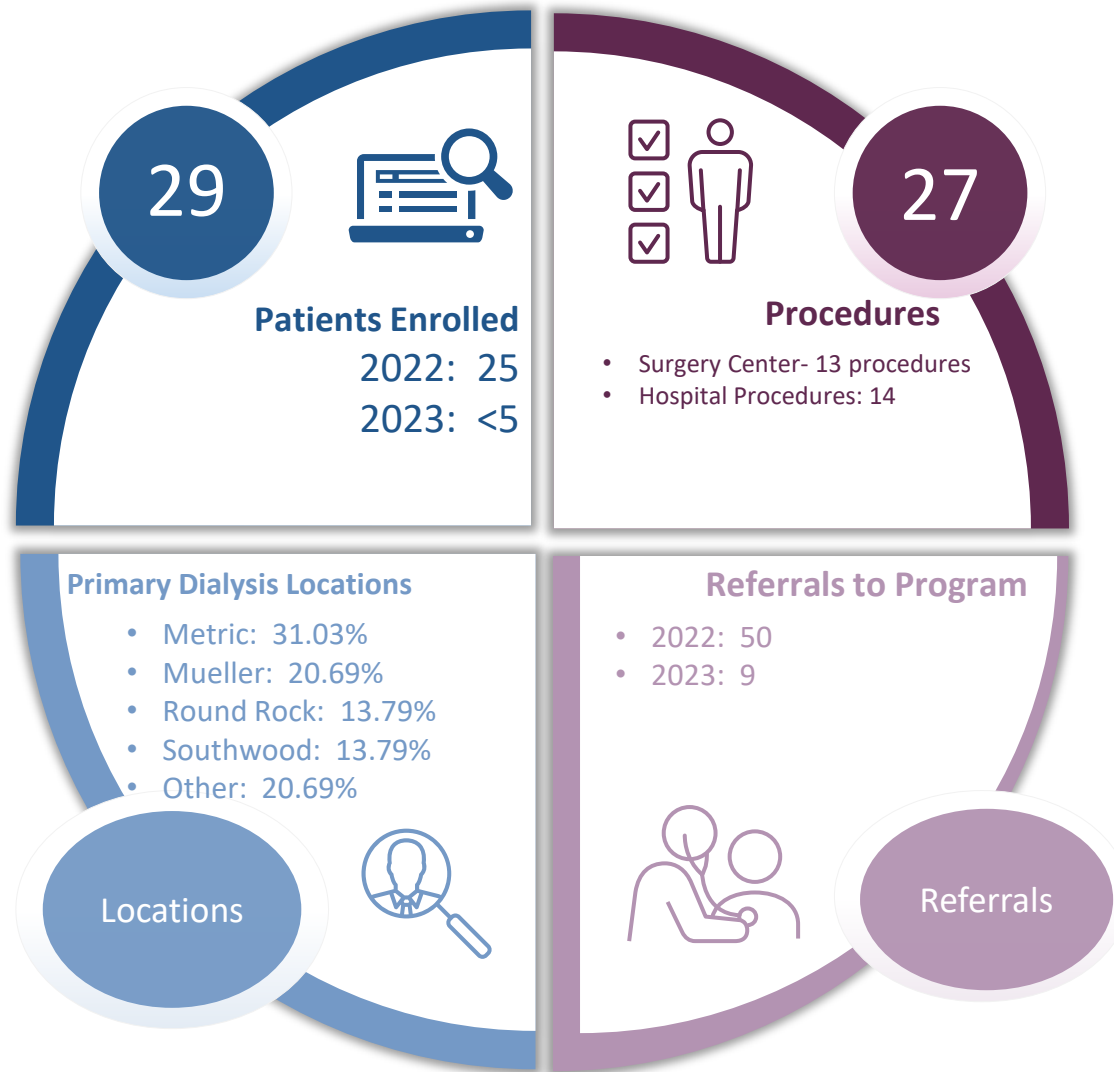 29
Patients Enrolled
2022: 25
2023: <5
27
Procedures
• Surgery Center- 13 procedures
• Hospital Procedures: 14
Primary Dialysis Locations
• Metric: 31.03%
• Mueller: 20.69%
• Round Rock: 13.79%
• Southwood: 13.79%
• Other: 20.69%
Locations
Referrals to Program
• 2022: 50
• 2023: 9
Referrals